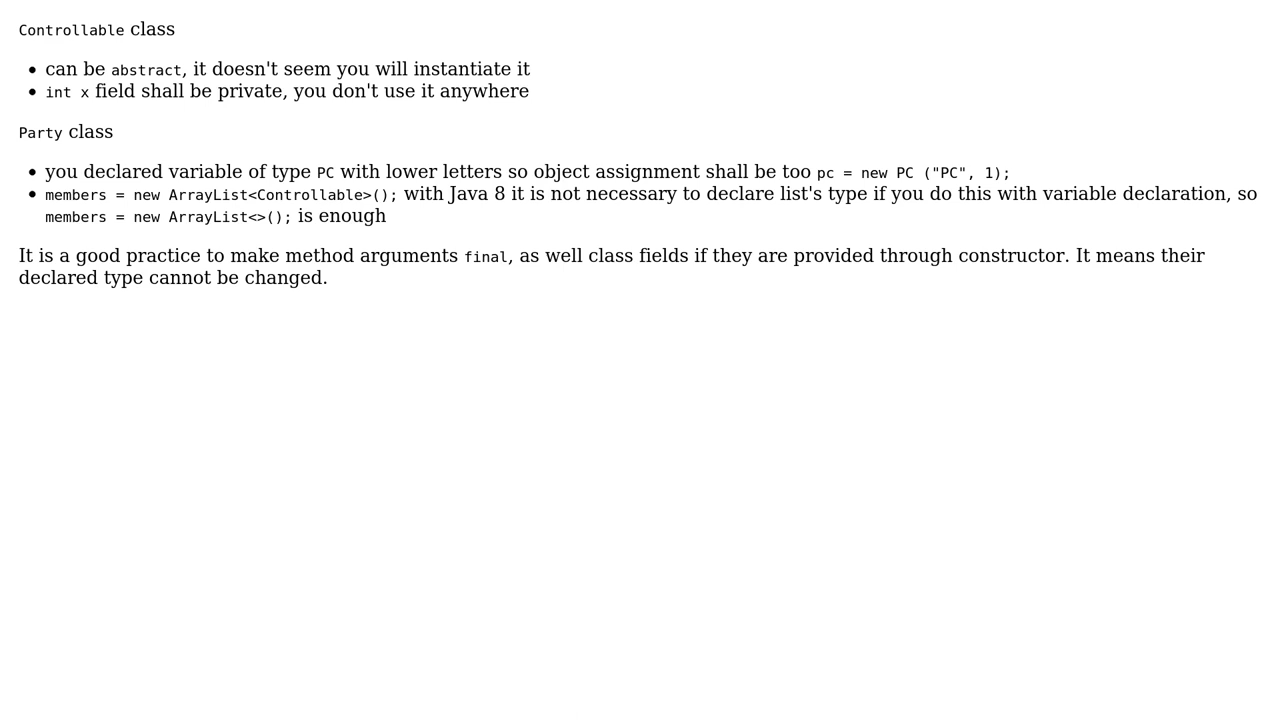 Controllable class
• can be abstract, it doesn't seem you will instantiate it
• int x field shall be private, you don't use it anywhere
Party class
• you declared variable of type PC with lower letters so object assignment shall be too pc = new PC ("PC", 1);
• members = new ArrayList<Controllable>(); with Java 8 it is not necessary to declare list's type if you do this with variable declaration, so
members = new ArrayList<>(); is enough
It is a good practice to make method arguments final, as well class fields if they are provided through constructor. It means their
declared type cannot be changed.